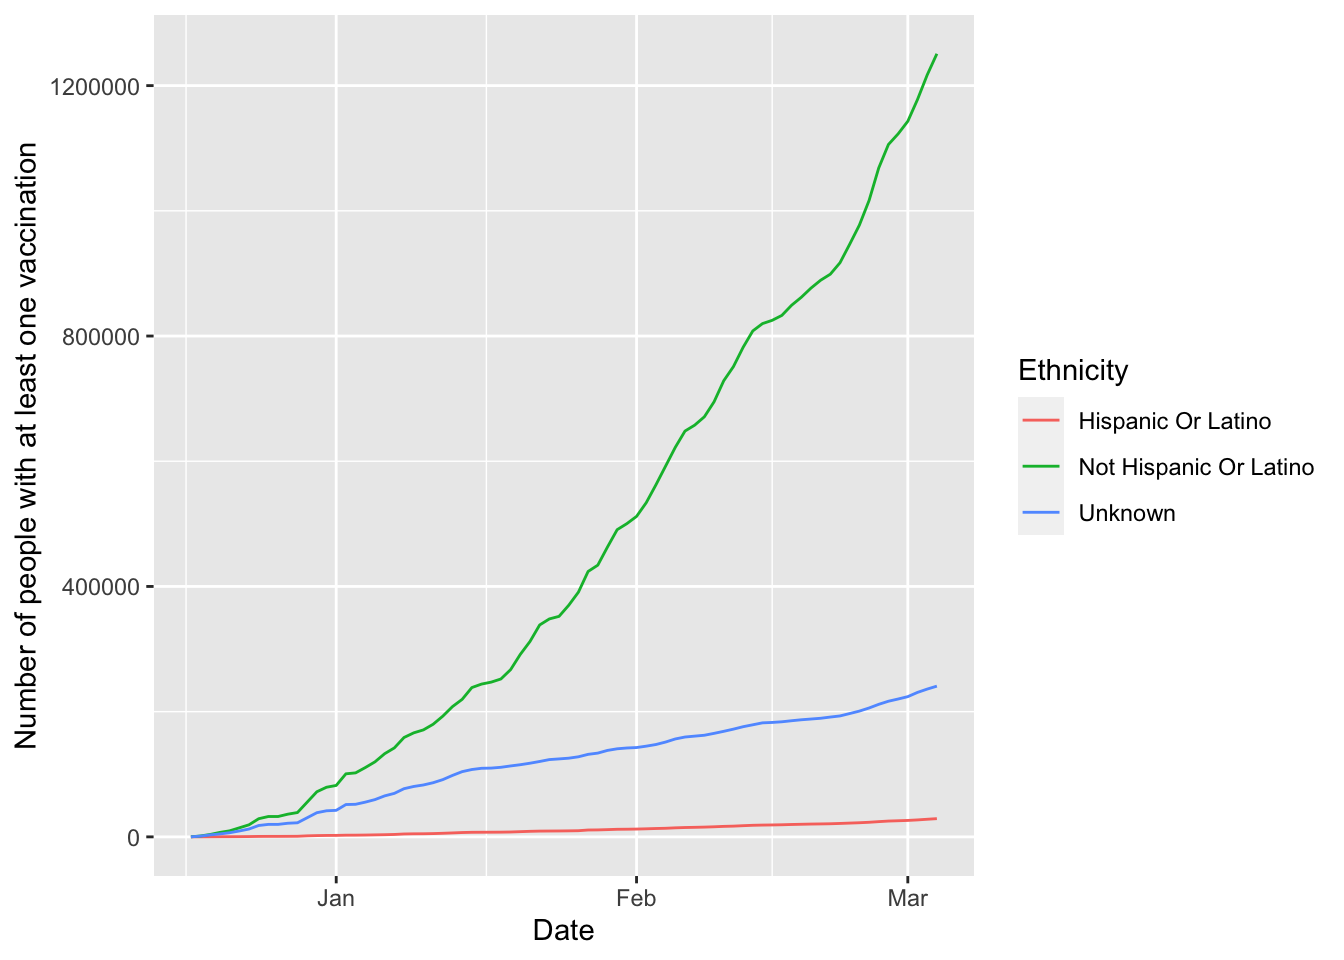 Number of people with at least one vaccination
1200000
800000
400000
0
Jan
Feb
Mar
Date
Ethnicity
Hispanic Or Latino
Not Hispanic Or Latino
Unknown